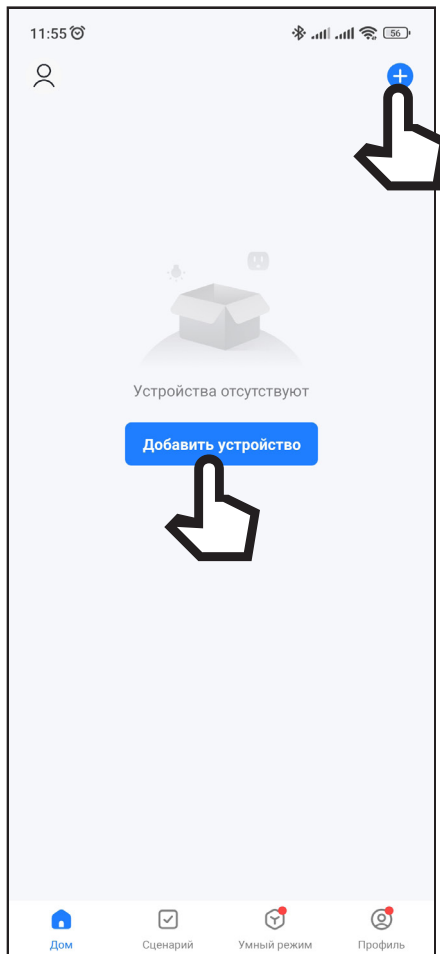 11:55
56
Устройства отсутствуют
Добавить устройство
Дом
Сценарий
Умный режим
Профиль